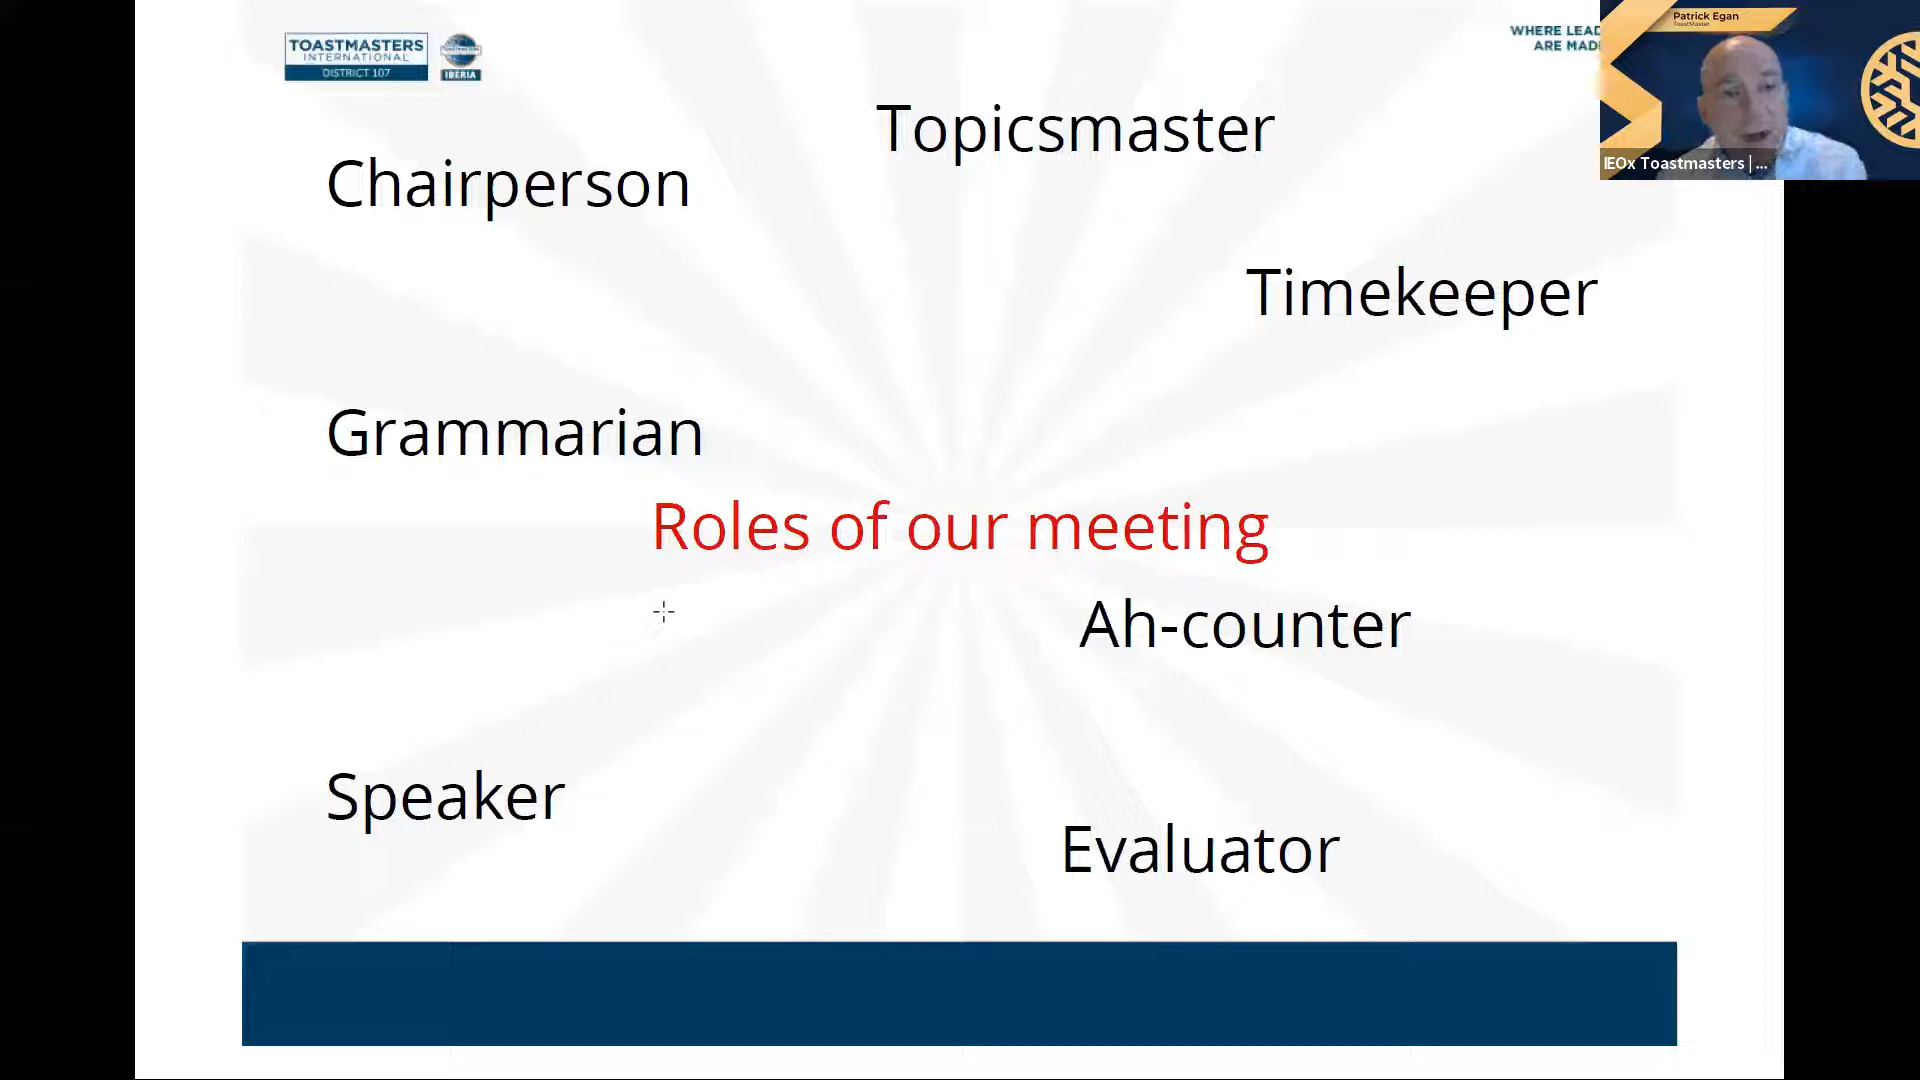 TOASTMASTERS
INTERNATIONAL
DISTRICT 107
IBERIA
WHERE LEAD
ARE MAD
Patrick Egan
ToastMaster
IEOx Toastmasters | ...
Topicsmaster
Chairperson
Timekeeper
Grammarian
Roles of our meeting
Ah-counter
Speaker
Evaluator